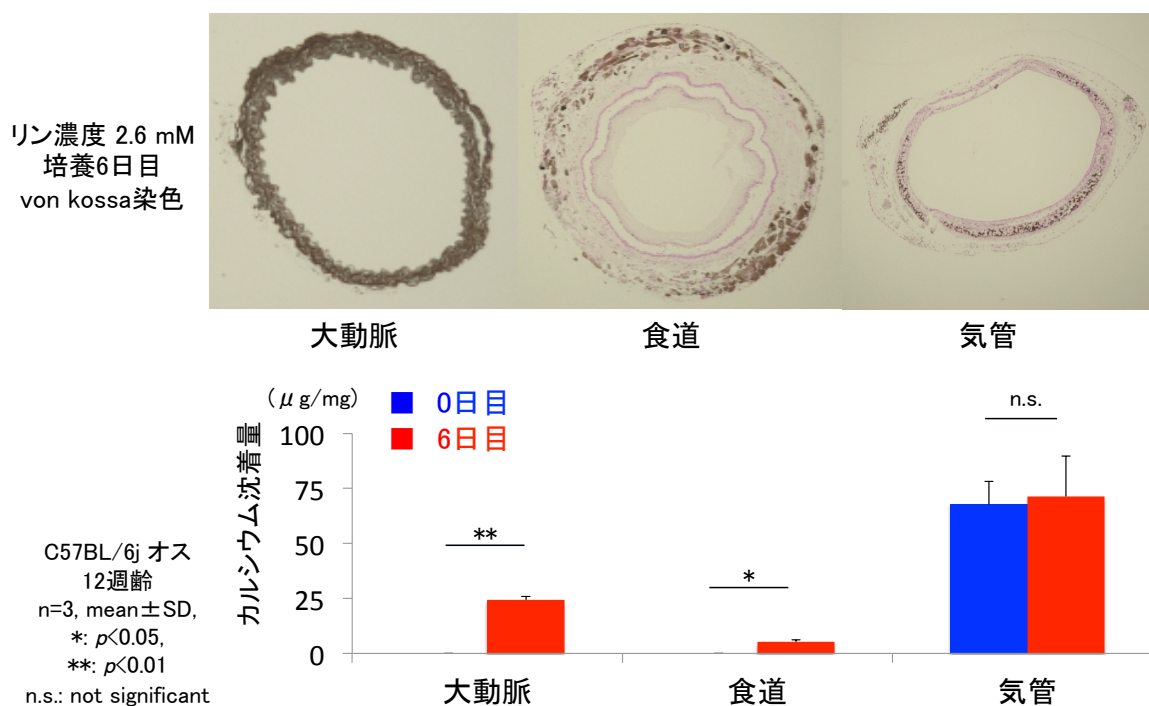 リン濃度 2.6 mM
培養6日目
von kossa染色
大動脈
食道
気管
(μg/mg)
0日目
6日目
カルシウム沈着量
100
75
50
25
0
**
*
n.s.
大動脈
食道
気管
C57BL/6j オス
12週齢
n=3, mean±SD,
*: p<0.05,
**: p<0.01
n.s.: not significant